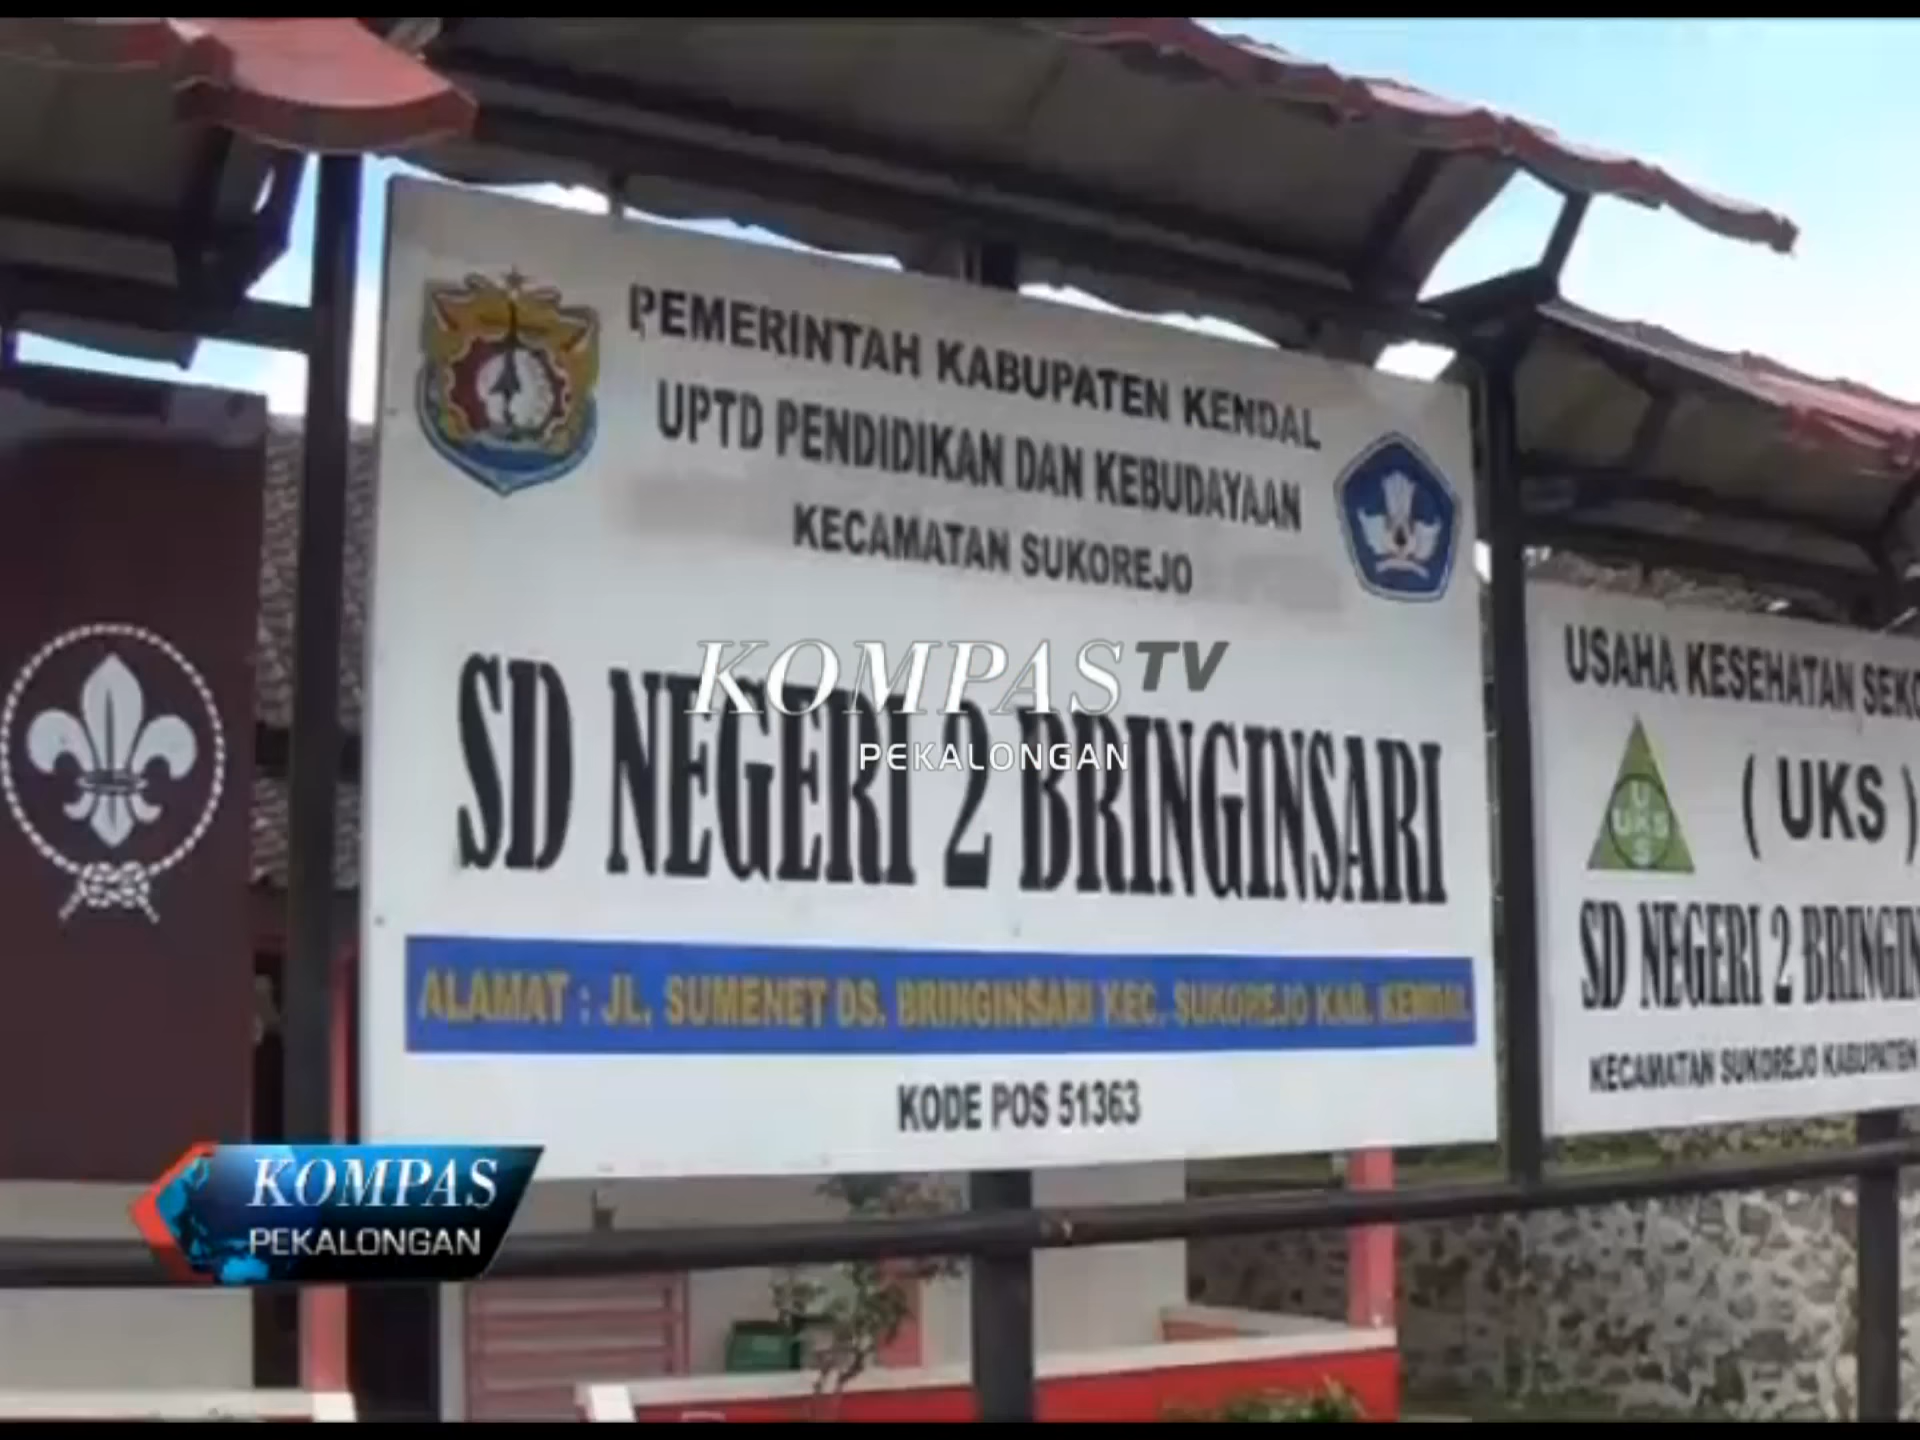 PEMERINTAH KABUPATEN KENDAL
UPTD PENDIDIKAN DAN KEBUDAYAAN
KECAMATAN SUKOREJO
SD NEGERI 2 BRINGINSARI
ALAMAT : JL. SUMENET DS. BRINGINSARI KEC. SUKOREJO KAB. KENDAL
KODE POS 51363
KOMPAS TV
PEKALONGAN
USAHA KESEHATAN SEKO
( UKS )
U
UKS
S
SD NEGERI 2 BRINGIN
KECAMATAN SUKOREJO KABUPATEN
KOMPAS
PEKALONGAN